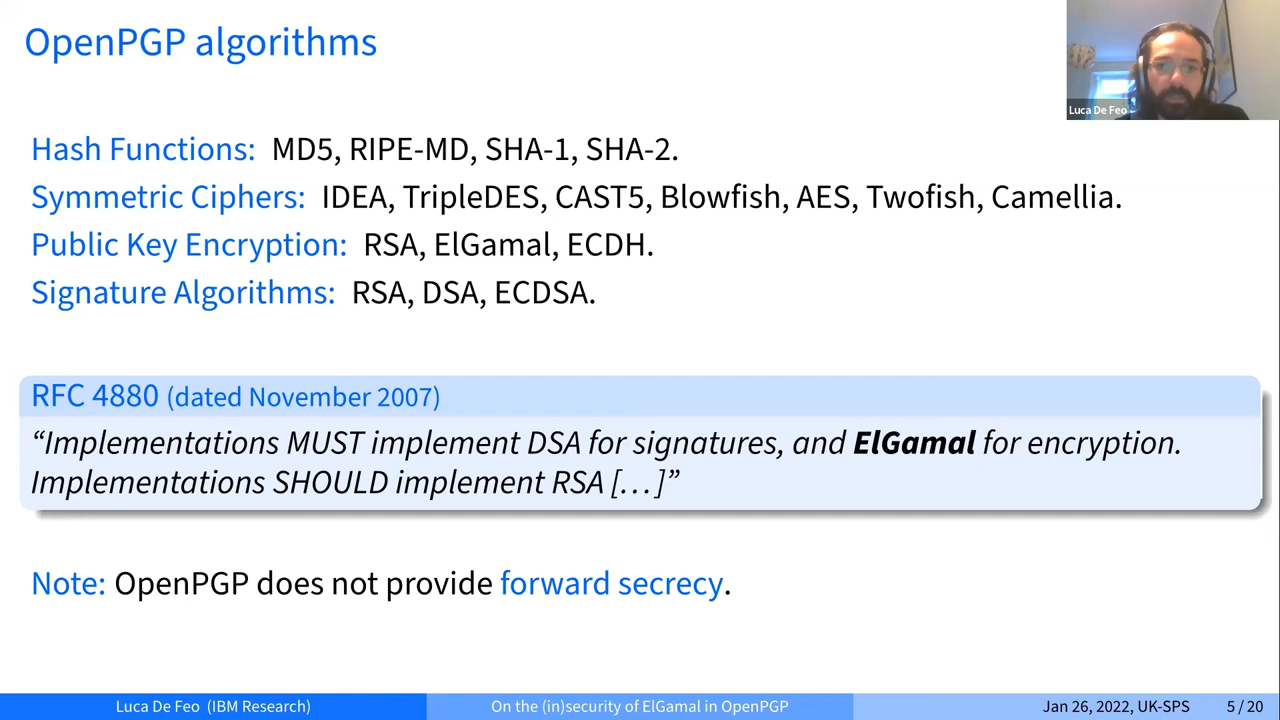 OpenPGP algorithms
Luca De Feo
Hash Functions: MD5, RIPE-MD, SHA-1, SHA-2.
Symmetric Ciphers: IDEA, TripleDES, CAST5, Blowfish, AES, Twofish, Camellia.
Public Key Encryption: RSA, ElGamal, ECDH.
Signature Algorithms: RSA, DSA, ECDSA.
RFC 4880 (dated November 2007)
“Implementations MUST implement DSA for signatures, and ElGamal for encryption.
Implementations SHOULD implement RSA […]”
Note: OpenPGP does not provide forward secrecy.
Luca De Feo (IBM Research) On the (in)security of ElGamal in OpenPGP Jan 26, 2022, UK-SPS 5 / 20